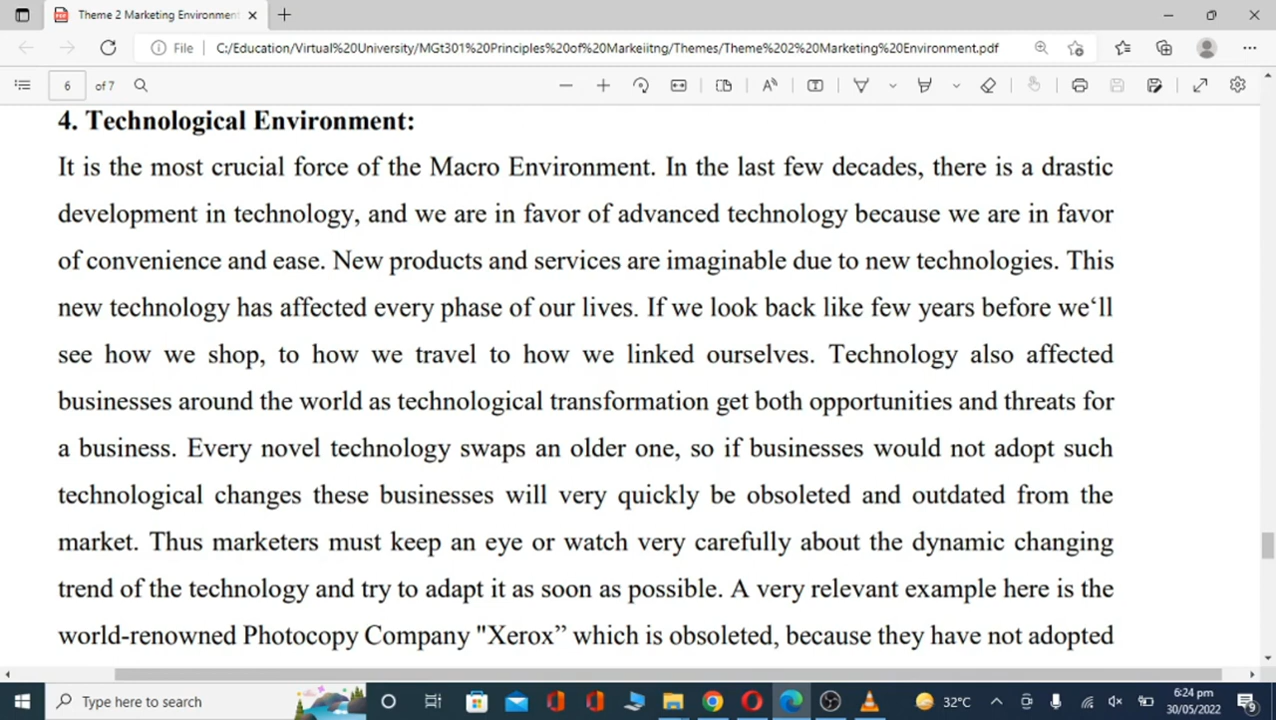 Theme 2 Marketing Environment
File C:/Education/Virtual%20University/MGt301%20Principles%20of%20Markeiitng/Themes/Theme%202%20Marketing%20Environment.pdf
6 of 7
4. Technological Environment:
It is the most crucial force of the Macro Environment. In the last few decades, there is a drastic
development in technology, and we are in favor of advanced technology because we are in favor
of convenience and ease. New products and services are imaginable due to new technologies. This
new technology has affected every phase of our lives. If we look back like few years before we‘ll
see how we shop, to how we travel to how we linked ourselves. Technology also affected
businesses around the world as technological transformation get both opportunities and threats for
a business. Every novel technology swaps an older one, so if businesses would not adopt such
technological changes these businesses will very quickly be obsoleted and outdated from the
market. Thus marketers must keep an eye or watch very carefully about the dynamic changing
trend of the technology and try to adapt it as soon as possible. A very relevant example here is the
world-renowned Photocopy Company "Xerox” which is obsoleted, because they have not adopted
Type here to search
32°C
6:24 pm
30/05/2022
9